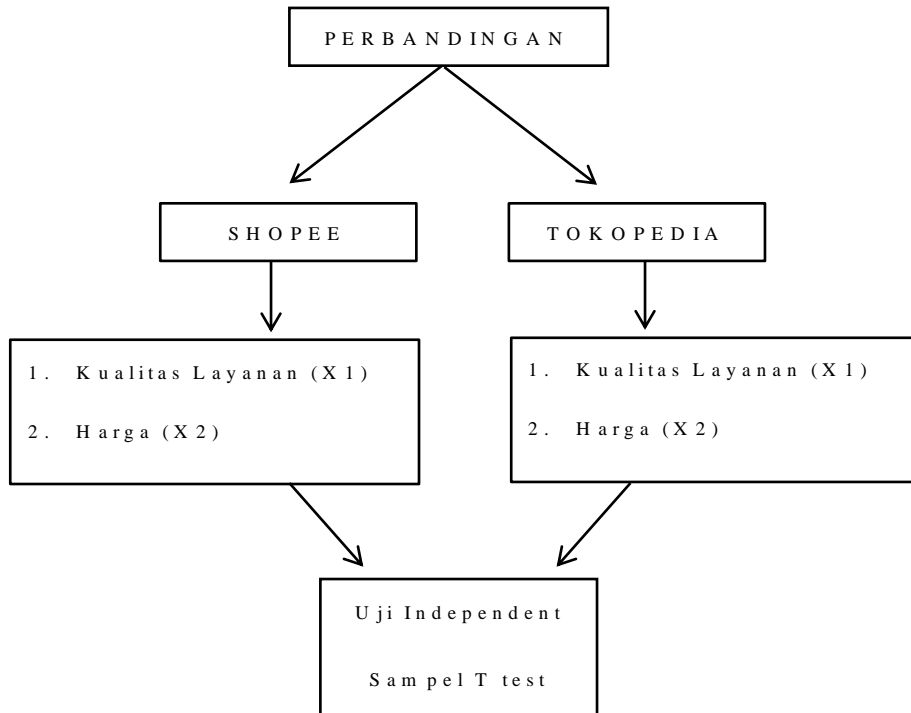 PERBANDINGAN
SHOPEE
TOKOPEDIA
1. Kualitas Layanan (X1)
2. Harga (X2)
1. Kualitas Layanan (X1)
2. Harga (X2)
Uji Independent
Sampel T test